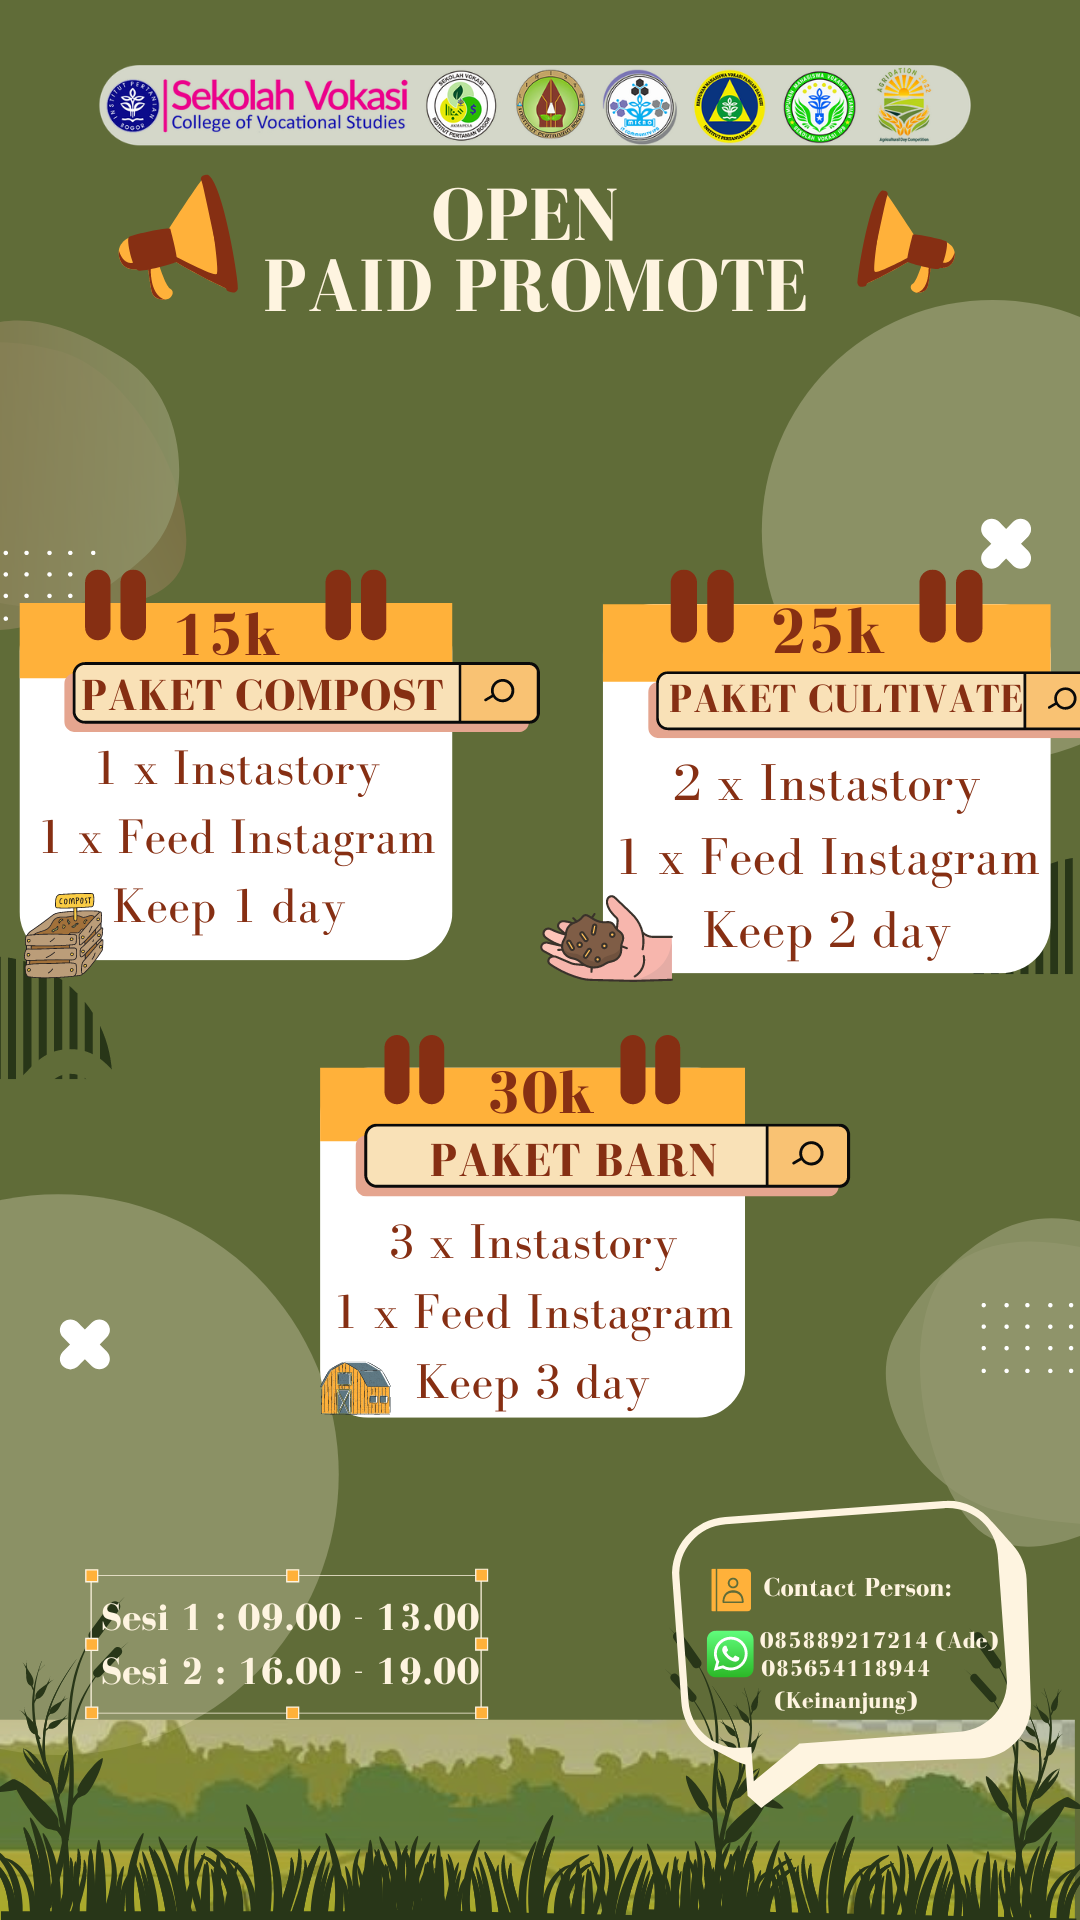 Sekolah Vokasi
College of Vocational Studies
OPEN
PAID PROMOTE
15k
PAKET COMPOST
1 x Instastory
1 x Feed Instagram
Keep 1 day
COMPOST
25k
PAKET CULTIVATE
2 x Instastory
1 x Feed Instagram
Keep 2 day
30k
PAKET BARN
3 x Instastory
1 x Feed Instagram
Keep 3 day
Sesi 1 : 09.00 - 13.00
Sesi 2 : 16.00 - 19.00
Contact Person:
085889217214 (Ade)
085654118944
(Keinanjung)